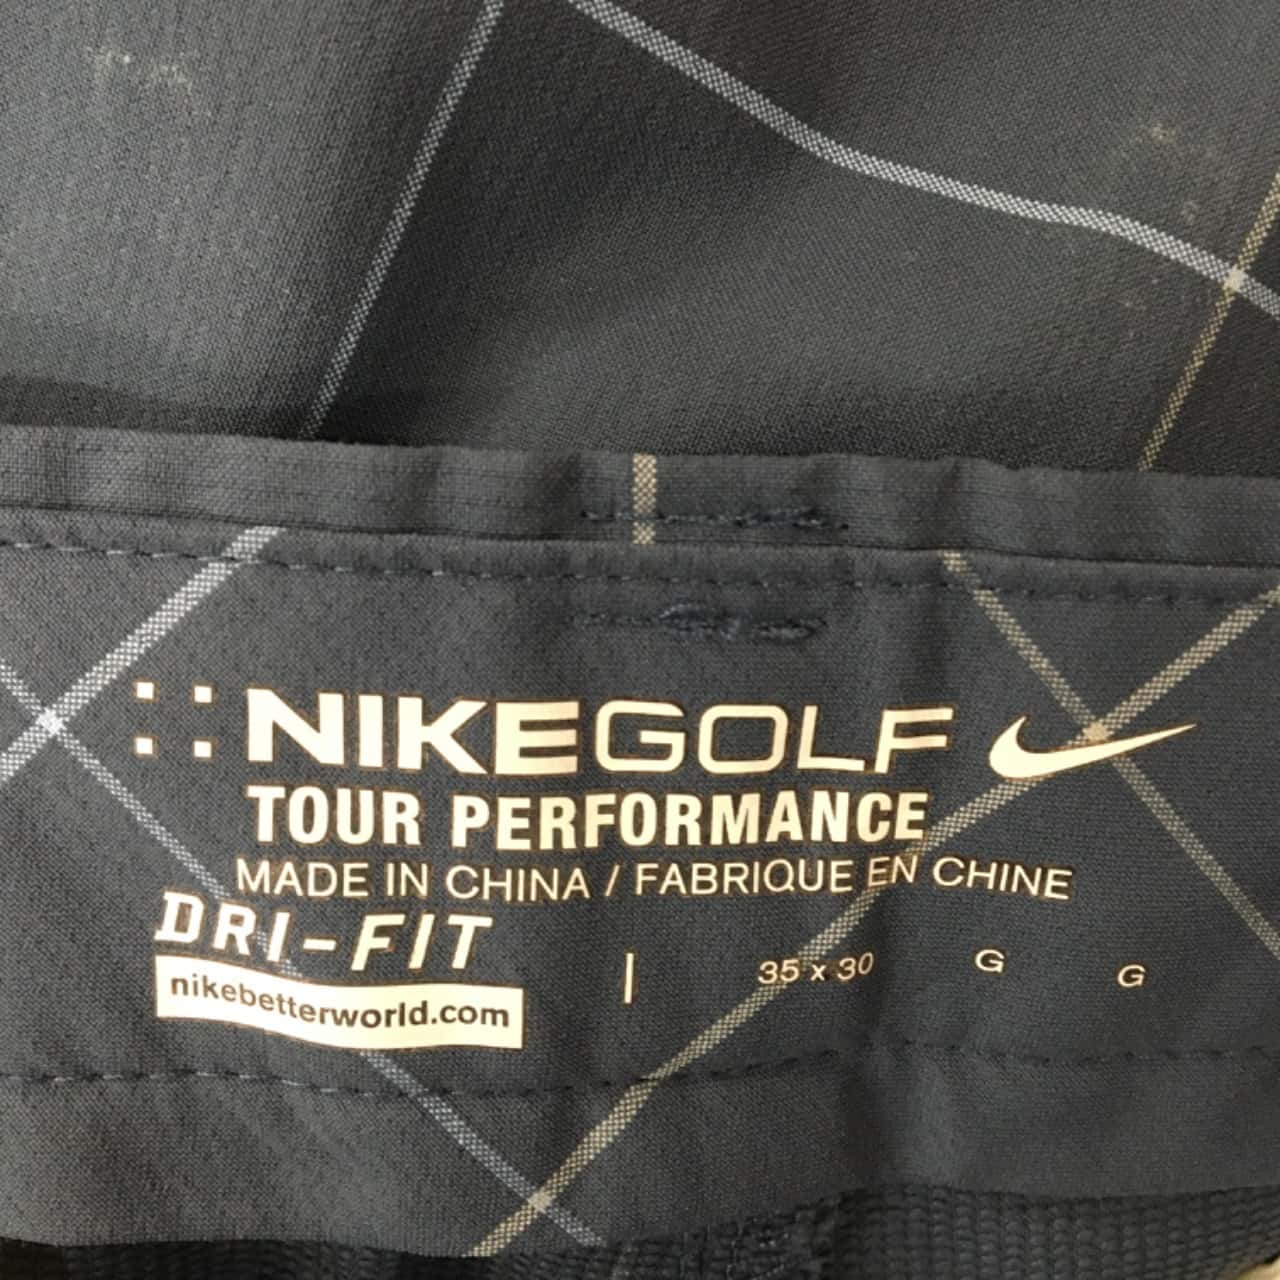 NIKEGOLF
TOUR PERFORMANCE
MADE IN CHINA / FABRIQUE EN CHINE
DRI-FIT
nikebetterworld.com
| 35 x 30 G G